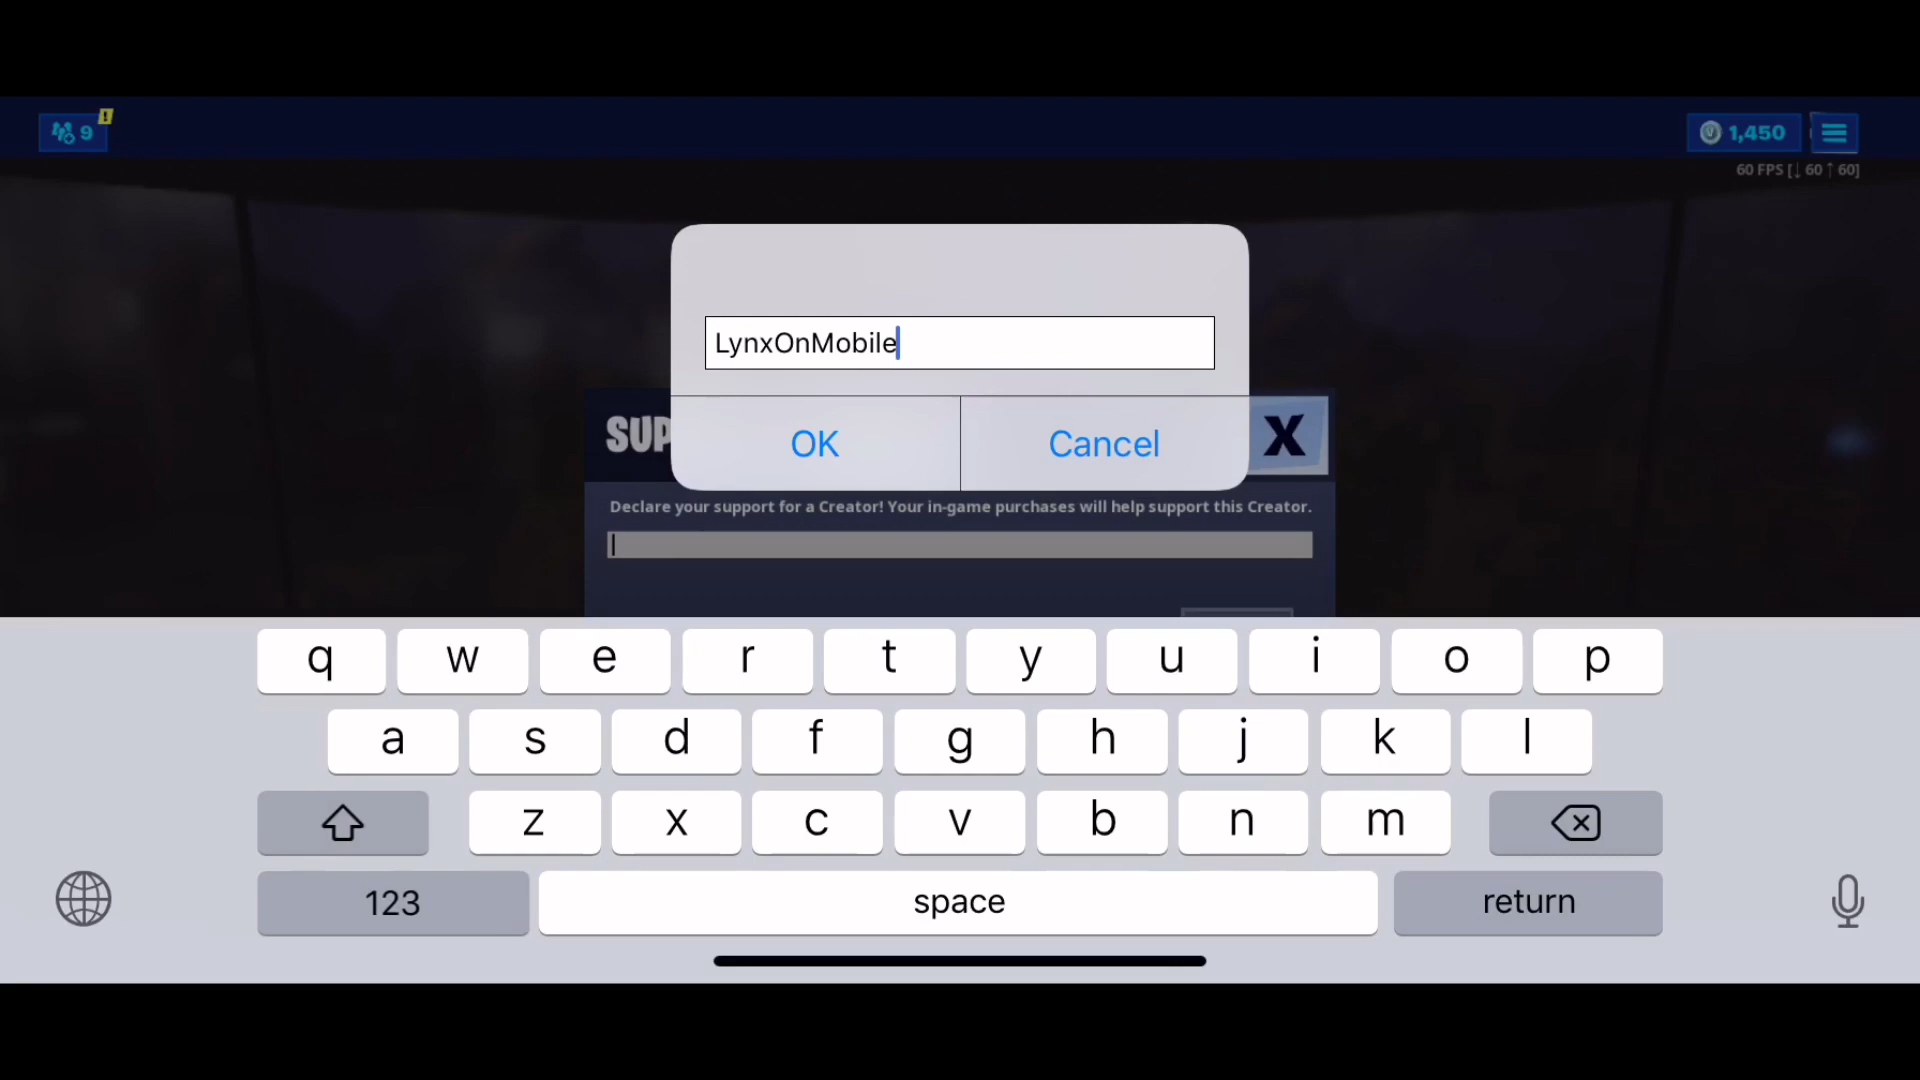 9
!
1,450
60 FPS [↓ 60 ↑ 60]
LynxOnMobile
OK
Cancel
SUP
X
Declare your support for a Creator! Your in-game purchases will help support this Creator.
q w e r t y u i o p
a s d f g h j k l
z x c v b n m
123
space
return